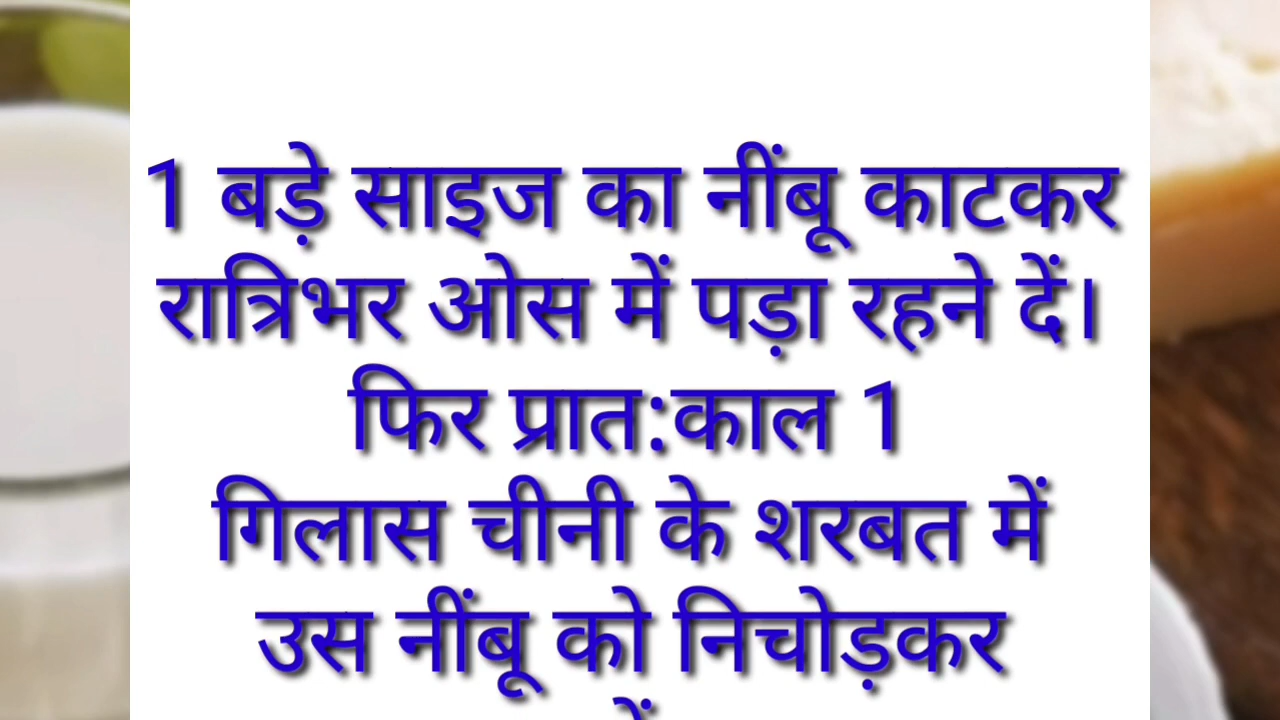 1 बड़े साइज का नींबू काटकर
रात्रिभर ओस में पड़ा रहने दें।
फिर प्रात:काल 1
गिलास चीनी के शरबत में
उस नींबू को निचोड़कर